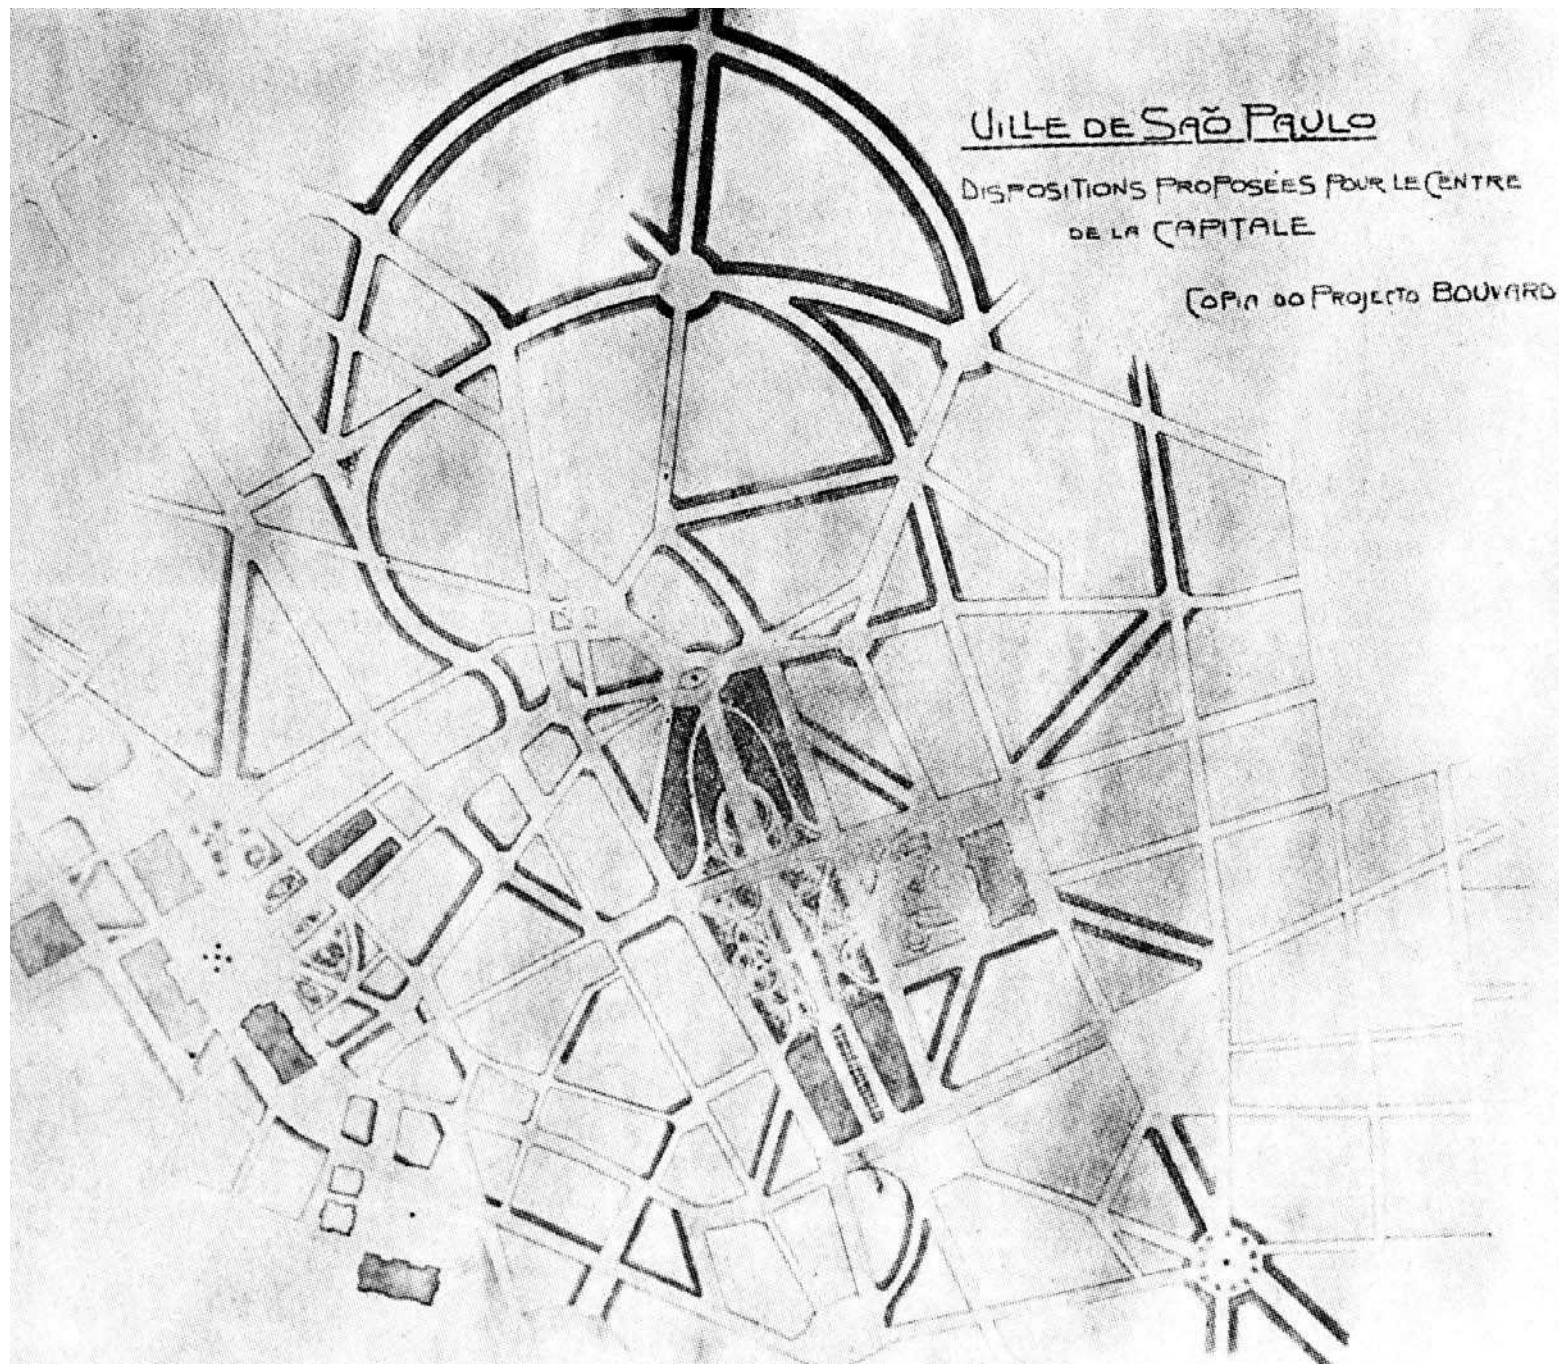 VILLE DE SAÕ PAULO
DISPOSITIONS PROPOSÉES POUR LE CENTRE
DE LA CAPITALE
COPIA DO PROJECTO BOUVARD